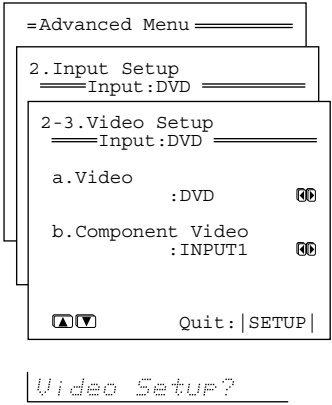 =Advanced Menu
2.Input Setup
Input:DVD
2-3.Video Setup
Input:DVD
a.Video
:DVD
b.Component Video
:INPUT1
Quit:|SETUP|
Video Setup?